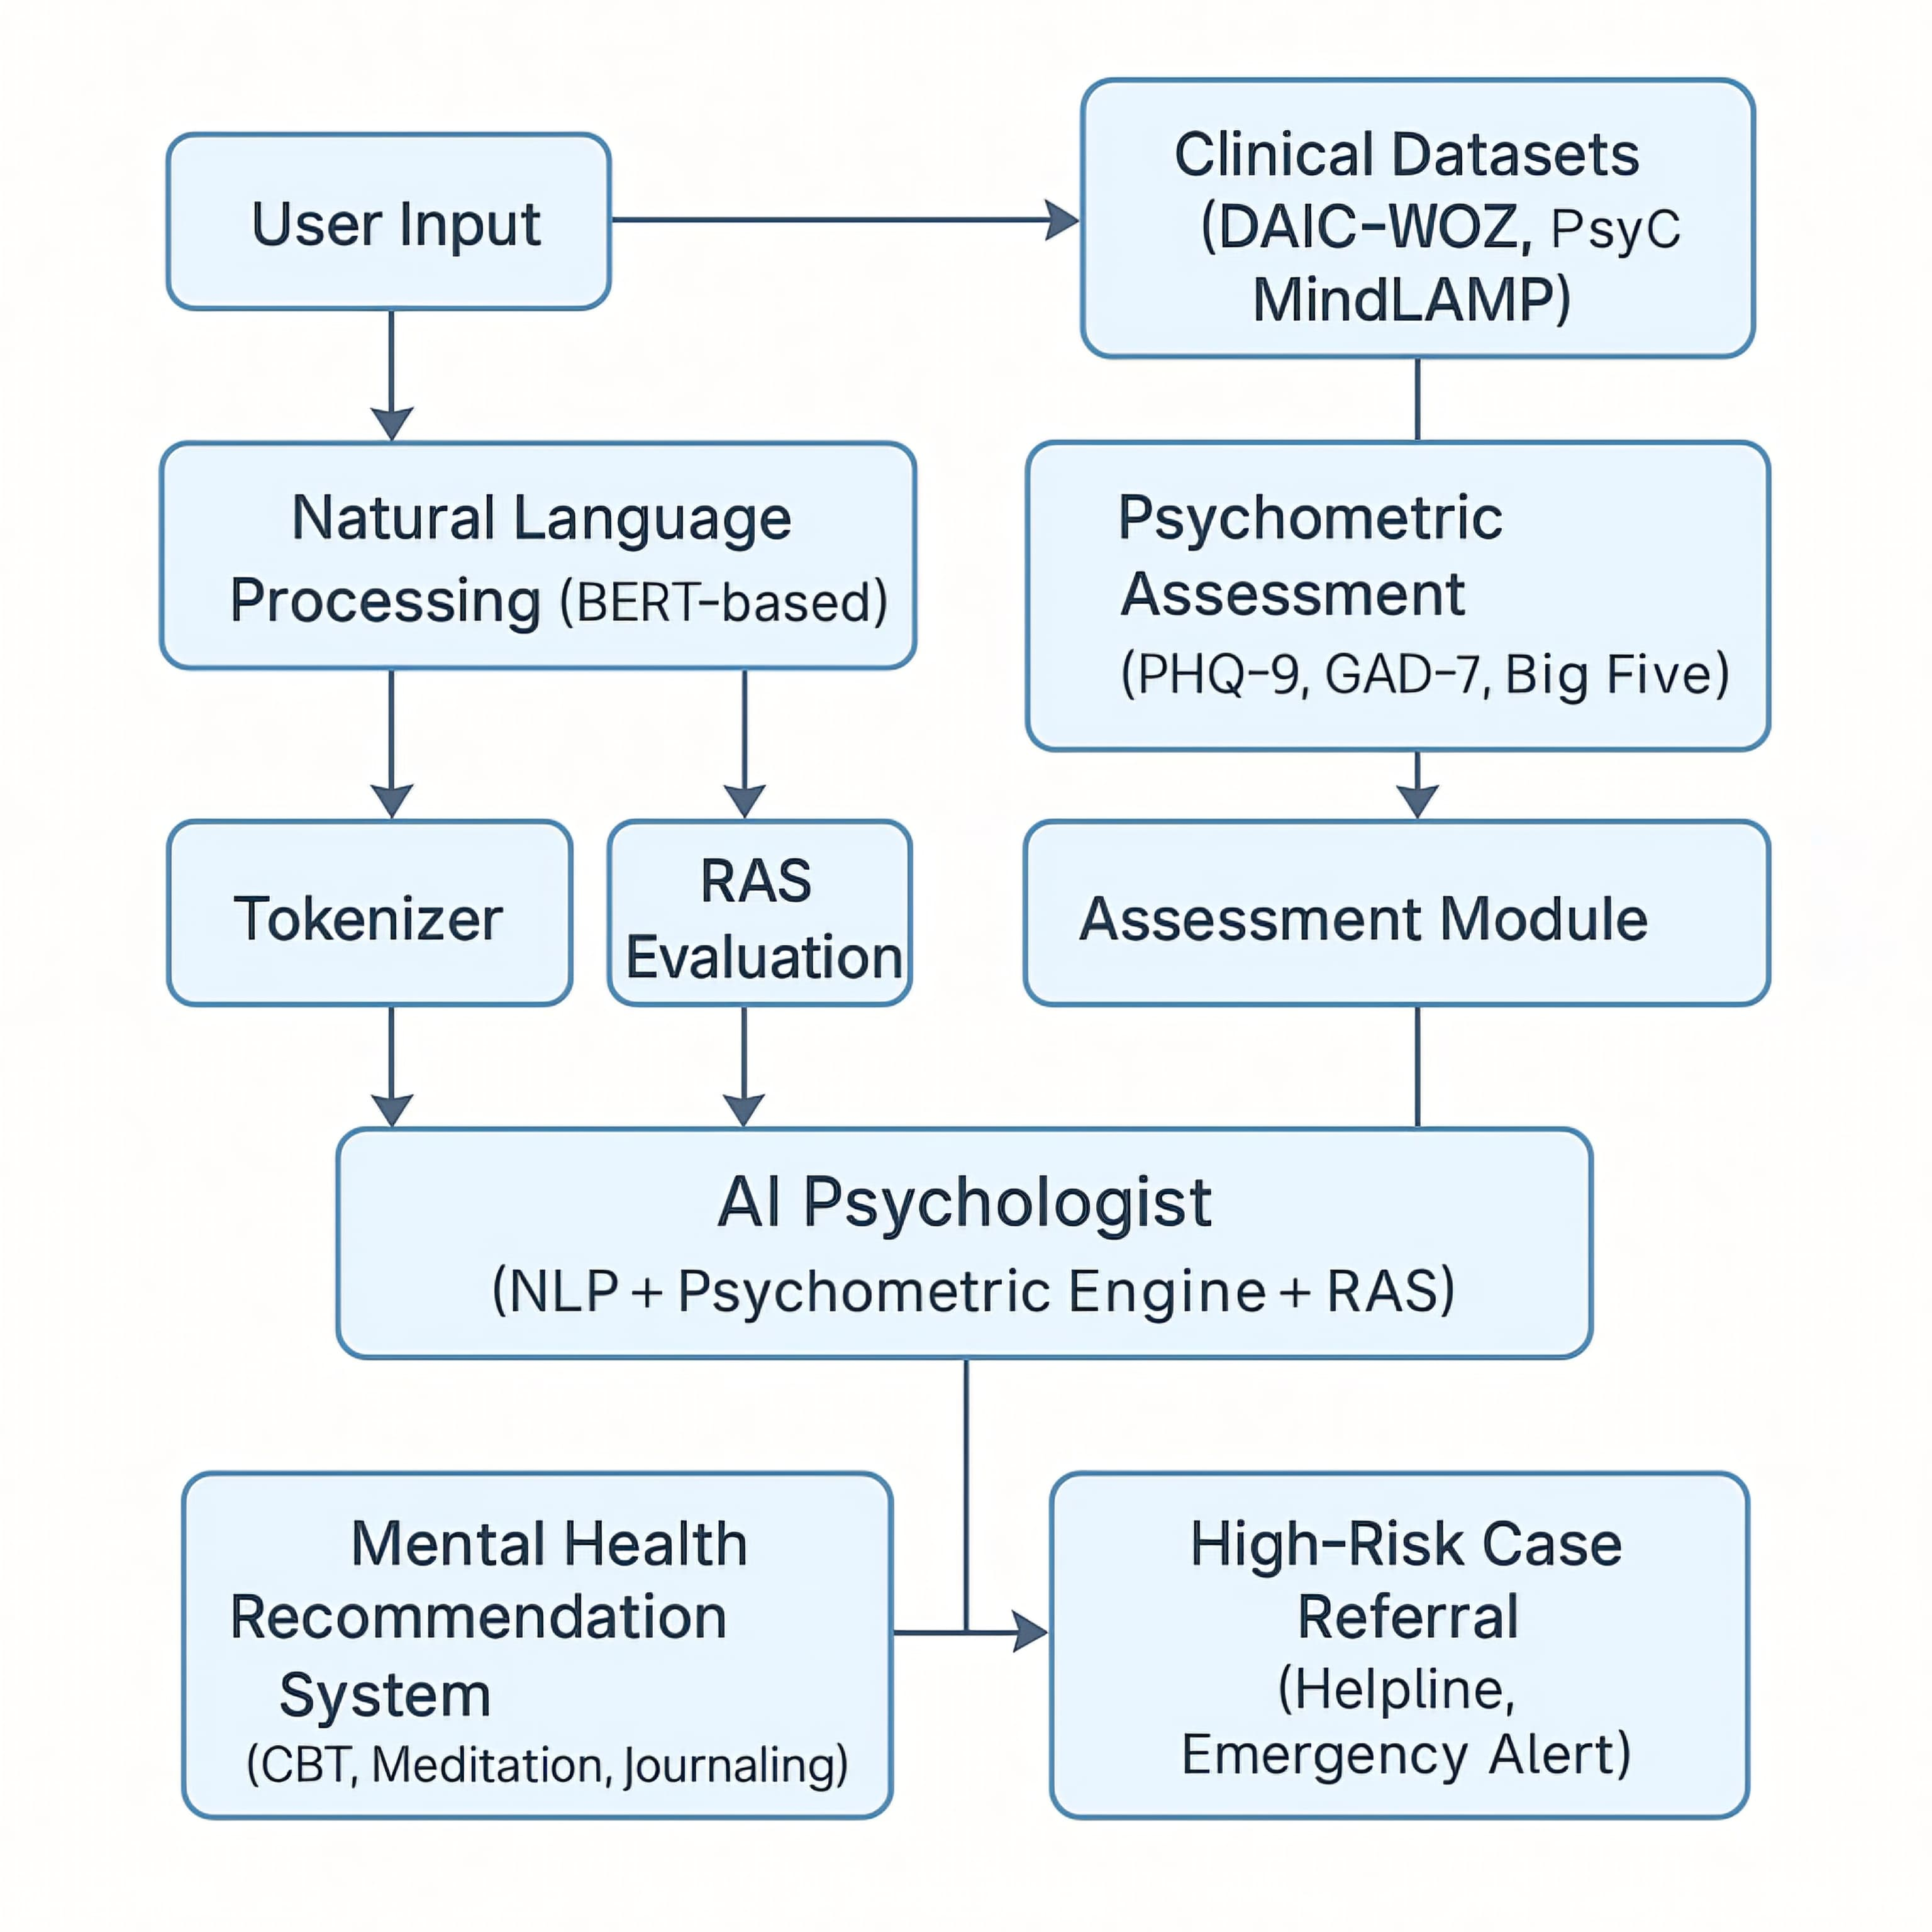 User Input
Clinical Datasets
(DAIC-WOZ, PsyC
MindLAMP)
Natural Language
Processing (BERT-based)
Psychometric
Assessment
(PHQ-9, GAD-7, Big Five)
Tokenizer
RAS
Evaluation
Assessment Module
AI Psychologist
(NLP + Psychometric Engine + RAS)
Mental Health
Recommendation
System
(CBT, Meditation, Journaling)
High-Risk Case
Referral
(Helpline,
Emergency Alert)